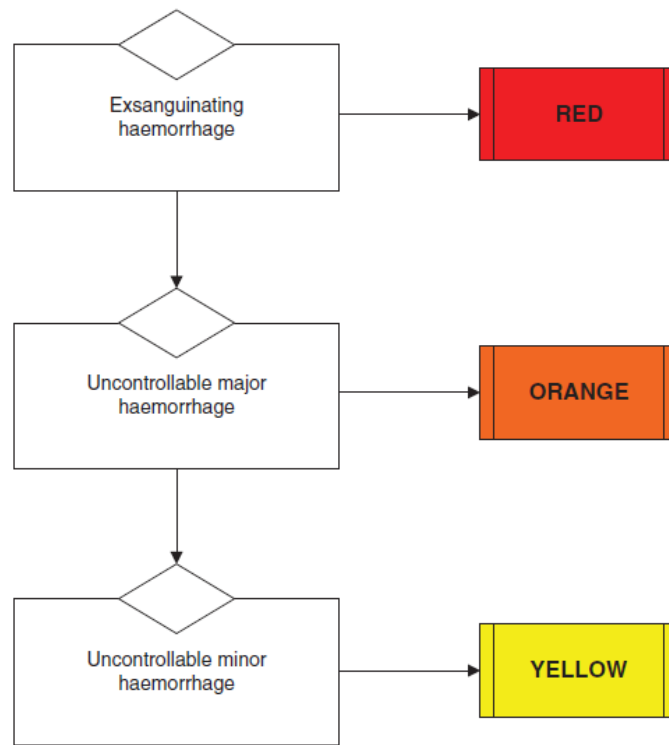 Exsanguinating
haemorrhage
RED
Uncontrollable major
haemorrhage
ORANGE
Uncontrollable minor
haemorrhage
YELLOW